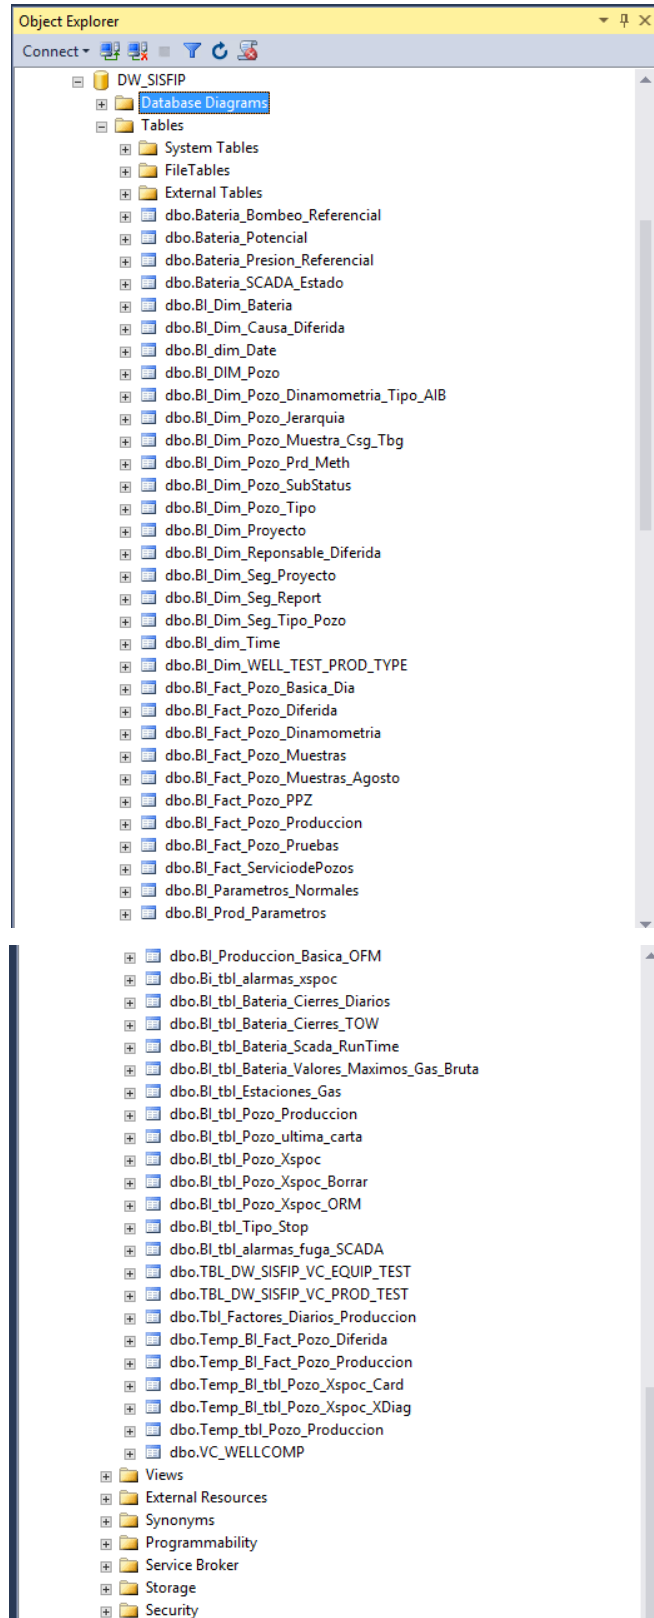 Object Explorer
Connect
DW_SISFIP
Database Diagrams
Tables
System Tables
FileTables
External Tables
dbo.Bateria_Bombeo_Referencial
dbo.Bateria_Potencial
dbo.Bateria_Presion_Referencial
dbo.Bateria_SCADA_Estado
dbo.BI_Dim_Bateria
dbo.BI_Dim_Causa_Diferida
dbo.BI_dim_Date
dbo.BI_DIM_Pozo
dbo.BI_Dim_Pozo_Dinamometria_Tipo_AIB
dbo.BI_Dim_Pozo_Jerarquia
dbo.BI_Dim_Pozo_Muestra_Csg_Tbg
dbo.BI_Dim_Pozo_Prd_Meth
dbo.BI_Dim_Pozo_SubStatus
dbo.BI_Dim_Pozo_Tipo
dbo.BI_Dim_Proyecto
dbo.BI_Dim_Reponsable_Diferida
dbo.BI_Dim_Seg_Proyecto
dbo.BI_Dim_Seg_Report
dbo.BI_Dim_Seg_Tipo_Pozo
dbo.BI_dim_Time
dbo.BI_Dim_WELL_TEST_PROD_TYPE
dbo.BI_Fact_Pozo_Basica_Dia
dbo.BI_Fact_Pozo_Diferida
dbo.BI_Fact_Pozo_Dinamometria
dbo.BI_Fact_Pozo_Muestras
dbo.BI_Fact_Pozo_Muestras_Agosto
dbo.BI_Fact_Pozo_PPZ
dbo.BI_Fact_Pozo_Produccion
dbo.BI_Fact_Pozo_Pruebas
dbo.BI_Fact_ServiciodePozos
dbo.BI_Parametros_Normales
dbo.BI_Prod_Parametros
dbo.BI_Produccion_Basica_OFM
dbo.Bi_tbl_alarmas_xspoc
dbo.BI_tbl_Bateria_Cierres_Diarios
dbo.BI_tbl_Bateria_Cierres_TOW
dbo.BI_tbl_Bateria_Scada_RunTime
dbo.BI_tbl_Bateria_Valores_Maximos_Gas_Bruta
dbo.BI_tbl_Estaciones_Gas
dbo.BI_tbl_Pozo_Produccion
dbo.BI_tbl_Pozo_ultima_carta
dbo.BI_tbl_Pozo_Xspoc
dbo.BI_tbl_Pozo_Xspoc_Borrar
dbo.BI_tbl_Pozo_Xspoc_ORM
dbo.BI_tbl_Tipo_Stop
dbo.BI_tbl_alarmas_fuga_SCADA
dbo.TBL_DW_SISFIP_VC_EQUIP_TEST
dbo.TBL_DW_SISFIP_VC_PROD_TEST
dbo.Tbl_Factores_Diarios_Produccion
dbo.Temp_BI_Fact_Pozo_Diferida
dbo.Temp_BI_Fact_Pozo_Produccion
dbo.Temp_BI_tbl_Pozo_Xspoc_Card
dbo.Temp_BI_tbl_Pozo_Xspoc_XDiag
dbo.Temp_tbl_Pozo_Produccion
dbo.VC_WELLCOMP
Views
External Resources
Synonyms
Programmability
Service Broker
Storage
Security